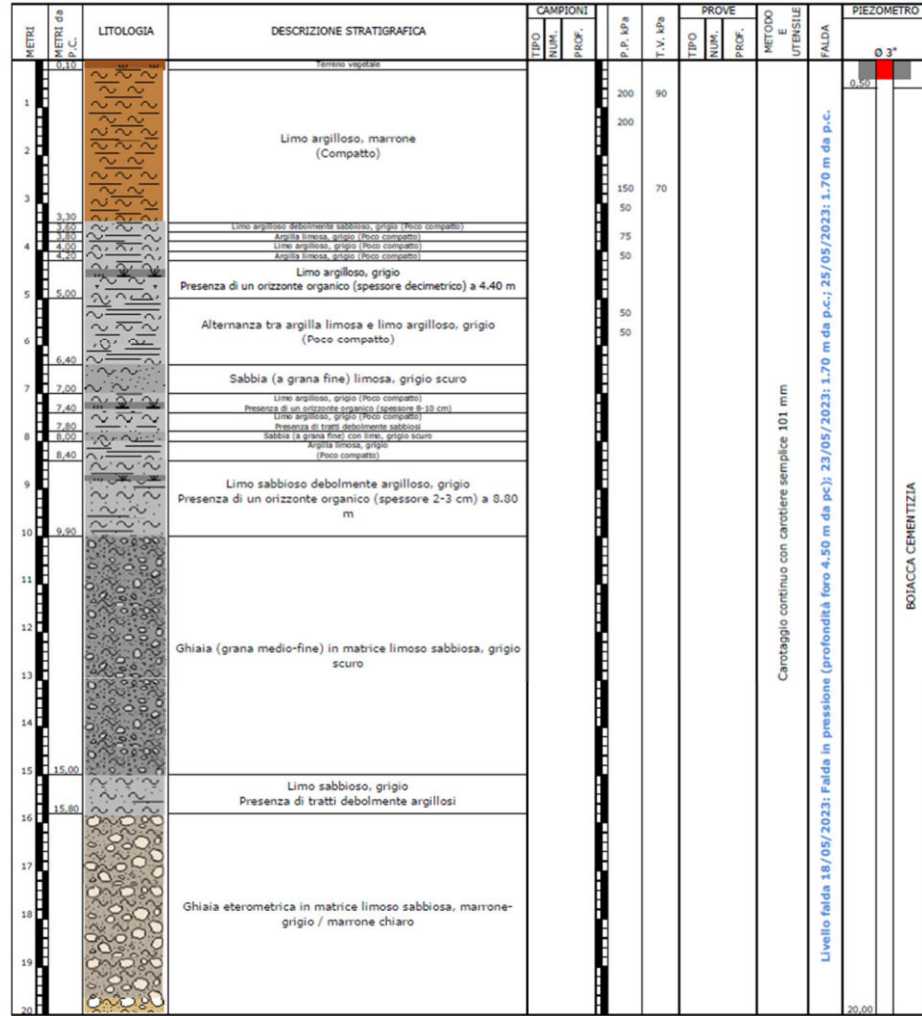 METRI
METRI da P.C.
LITOLOGIA
DESCRIZIONE STRATIGRAFICA
CAMPIONI
TIPO
NUM.
PROF.
P.P. kPa
T.V. kPa
PROVE
TIPO
NUM.
PROF.
METODO E UTENSILE
FALDA
PIEZOMETRO
Ø 3"
0,10
Terreno vegetale
0,50
200 90
1
200
Limo argilloso, marrone
(Compatto)
2
150 70
3
50
3,30
Limo argilloso debolmente sabbioso, grigio (Poco compatto)
3,60
Argilla limosa, grigio (Poco compatto)
75
3,80
Limo argilloso, grigio (Poco compatto)
4
4,00
Argilla limosa, grigio (Poco compatto)
50
4,20
Limo argilloso, grigio
Presenza di un orizzonte organico (spessore decimetrico) a 4.40 m
5
5,00
50
Alternanza tra argilla limosa e limo argilloso, grigio
(Poco compatto)
50
6
6,40
Sabbia (a grana fine) limosa, grigio scuro
7
7,00
Limo argilloso, grigio (Poco compatto)
Presenza di un orizzonte organico (spessore 8-10 cm)
7,40
Limo argilloso, grigio (Poco compatto)
Presenza di tratti debolmente sabbiosi
7,80
Sabbia (a grana fine) con limo, grigio scuro
8
8,00
Argilla limosa, grigio
(Poco compatto)
8,40
Limo sabbioso debolmente argilloso, grigio
Presenza di un orizzonte organico (spessore 2-3 cm) a 8.80
m
9
9,90
10
11
12
Ghiaia (grana medio-fine) in matrice limoso sabbiosa, grigio
scuro
13
14
15
15,00
Limo sabbioso, grigio
Presenza di tratti debolmente argillosi
15,80
16
17
Ghiaia eterometrica in matrice limoso sabbiosa, marrone-
grigio / marrone chiaro
18
19
20
20,00
Carotaggio continuo con carotiere semplice 101 mm
Livello falda 18/05/2023: Falda in pressione (profondità foro 4.50 m da pc); 23/05/2023: 1.70 m da p.c.; 25/05/2023: 1.70 m da p.c.
BOIACCA CEMENTIZIA